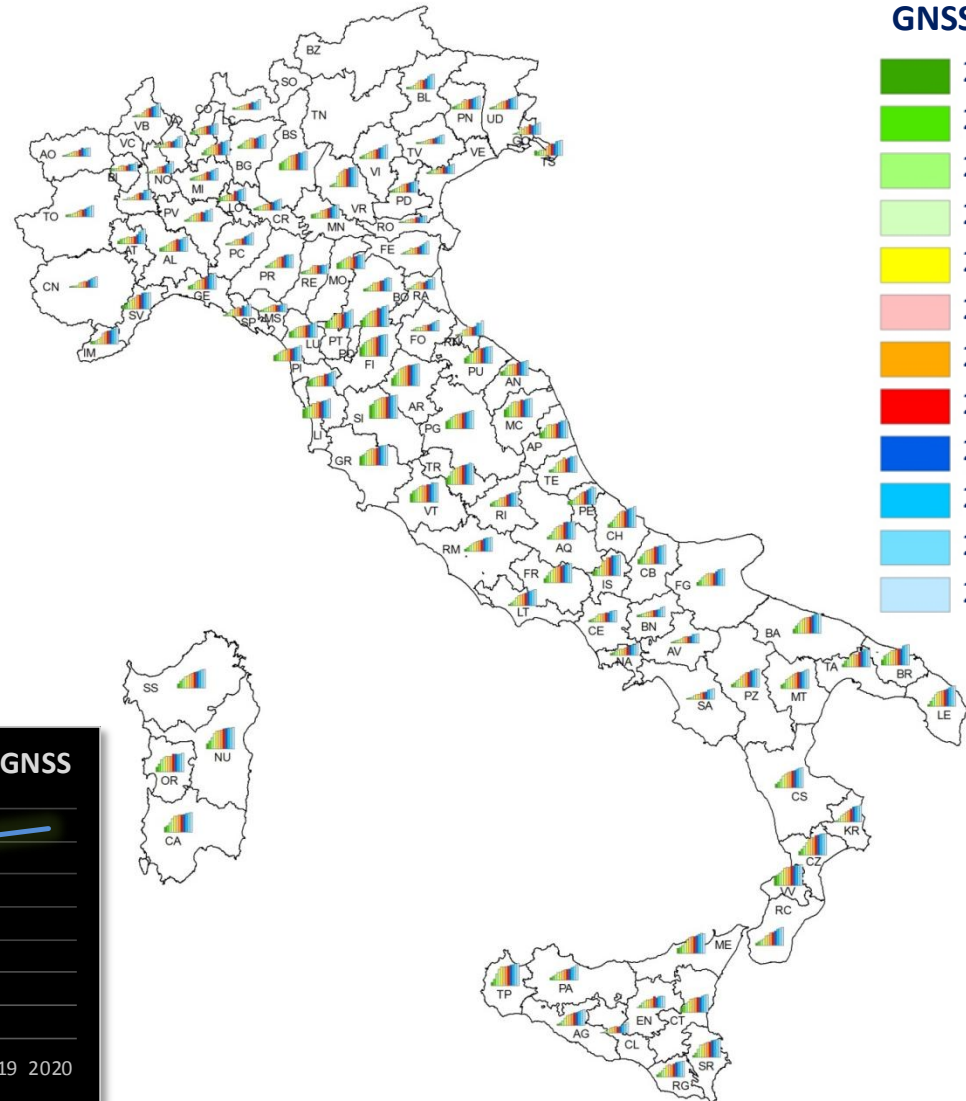 GNSS
BZ
SO
BL
CO
TN
PN
UD
VB
LC
BS
VC
TV
VE
TS
AO
BG
VI
NO
MI
PD
TO
PV
LO
CR
VR
MN
RO
AT
AL
PC
FE
CN
PR
RE
MO
GE
BO
RA
SV
SP
MS
LU
PT
FO
IM
PI
FI
PU
AN
AR
SI
PG
MC
LI
AP
GR
TR
TE
VT
RI
PE
CH
RM
AQ
FR
IS
CB
FG
LT
CE
BN
BA
NA
AV
TA
BR
SS
SA
PZ
MT
LE
GNSS
NU
OR
CS
CA
KR
CZ
VV
RC
ME
TP
PA
EN
CT
AG
CL
SR
RG
19 2020